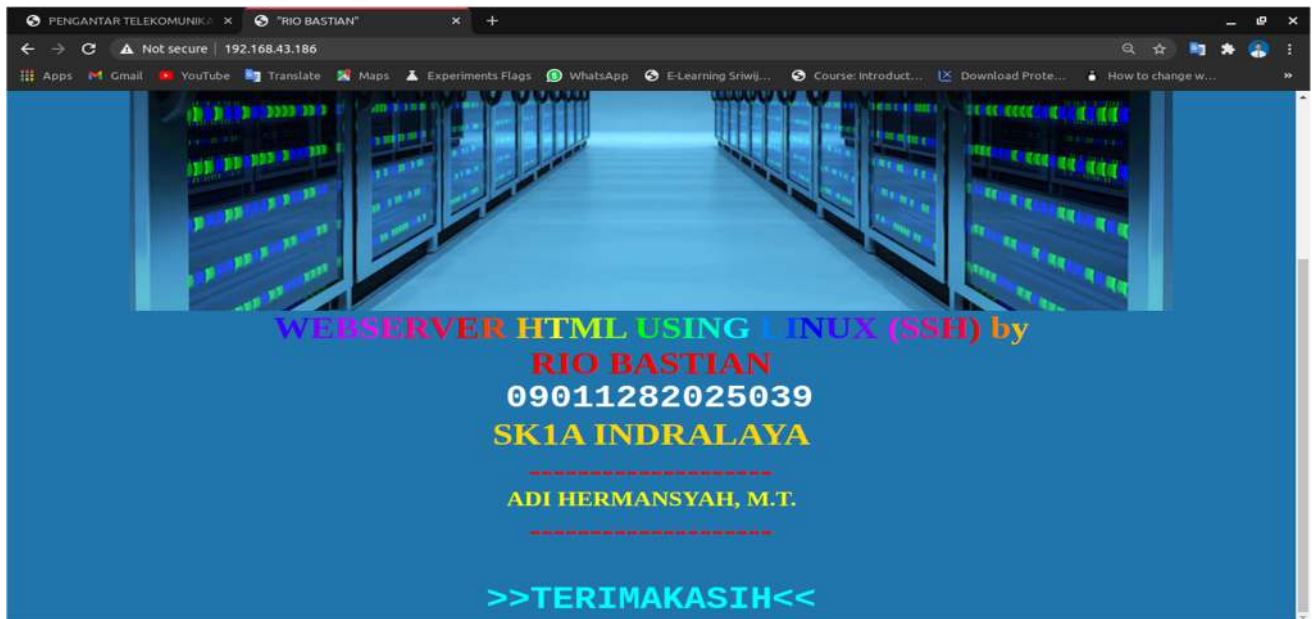 PENGANTAR TELEKOMUNIKA
"RIO BASTIAN"
Not secure | 192.168.43.186
Apps Gmail YouTube Translate Maps Experiments Flags WhatsApp E-Learning Sriwij... Course: Introduct... Download Prote... How to change w... »
WEBSERVER HTML USING LINUX (SSH) by
RIO BASTIAN
09011282025039
SK1A INDRALAYA
--------------------
ADI HERMANSYAH, M.T.
--------------------
>>TERIMAKASIH<<